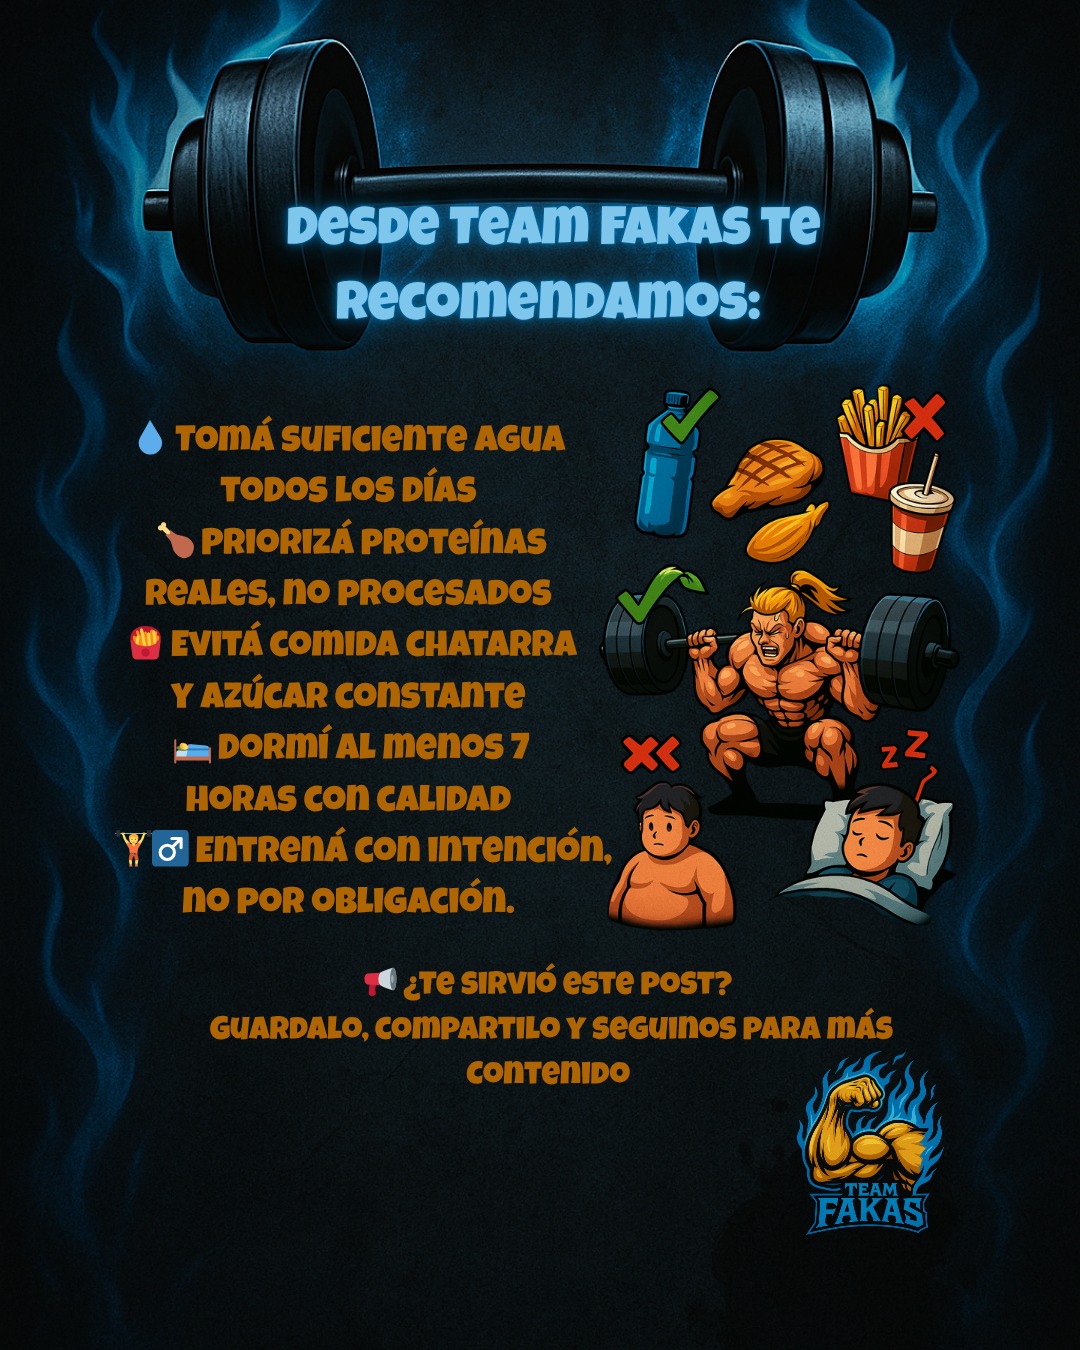 Desde Team Fakas te
recomendamos:
💧 Tomá suficiente agua
todos los días
🍗 Priorizá proteínas
reales, no procesados
🍟 Evitá comida chatarra
y azúcar constante
🛌 Dormí al menos 7
horas con calidad
🏋️♂️ Entrená con intención,
no por obligación.
📢 ¿Te sirvió este post?
Guardalo, compartilo y seguinos para más
contenido
z Z
TEAM
FAKAS